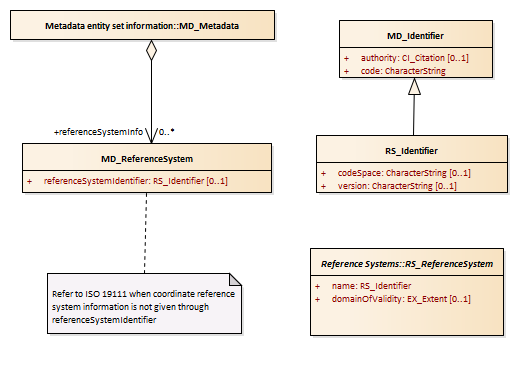 Metadata entity set information::MD_Metadata
+referenceSystemInfo 0..*
MD_ReferenceSystem
+ referenceSystemIdentifier: RS_Identifier [0..1]
Refer to ISO 19111 when coordinate reference
system information is not given through
referenceSystemIdentifier
MD_Identifier
+ authority: CI_Citation [0..1]
+ code: CharacterString
RS_Identifier
+ codeSpace: CharacterString [0..1]
+ version: CharacterString [0..1]
Reference Systems::RS_ReferenceSystem
+ name: RS_Identifier
+ domainOfValidity: EX_Extent [0..1]